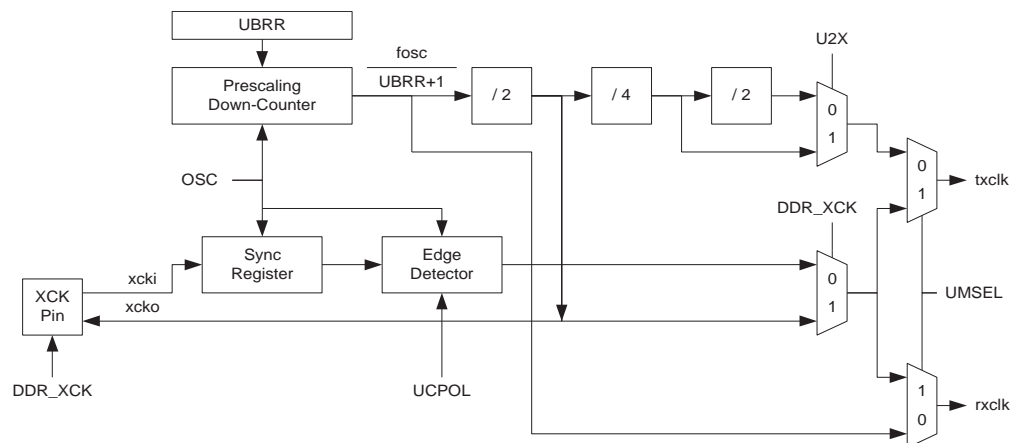 UBRR
fosc
U2X
Prescaling
Down-Counter
UBRR+1
/ 2
/ 4
/ 2
0
1
OSC
0
1
txclk
DDR_XCK
xcki
Sync
Register
Edge
Detector
0
1
XCK
Pin
xcko
UMSEL
DDR_XCK
UCPOL
1
0
rxclk